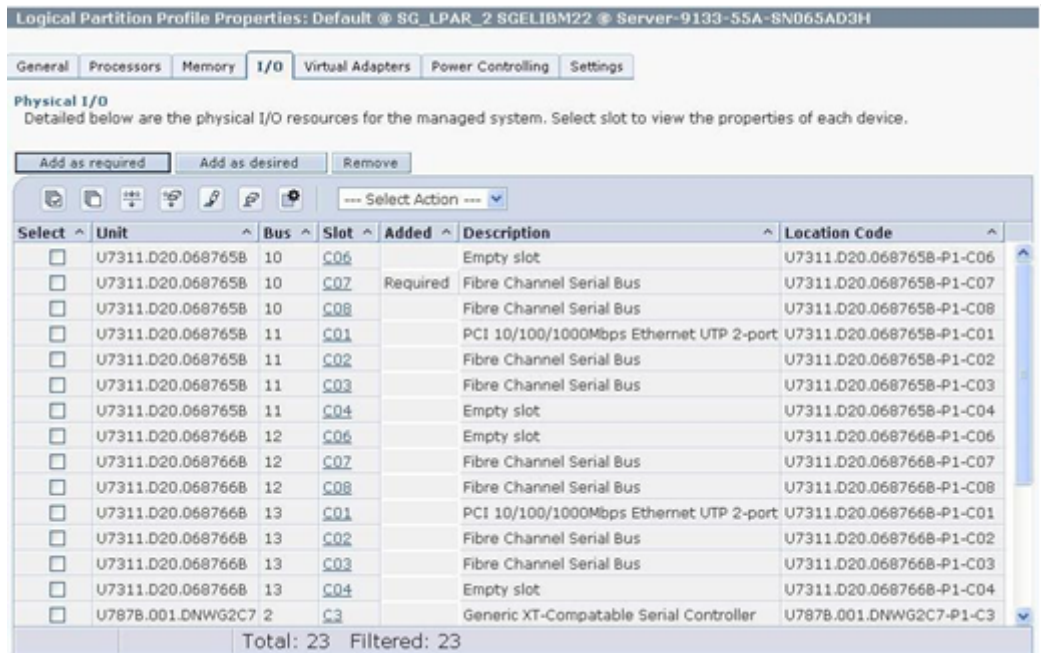 Logical Partition Profile Properties: Default @ SG_LPAR_2 SGELIBM22 @ Server-9133-55A-SN065AD3H
General Processors Memory I/O Virtual Adapters Power Controlling Settings
Physical I/O
Detailed below are the physical I/O resources for the managed system. Select slot to view the properties of each device.
Add as required Add as desired Remove
--- Select Action ---
Select ^ Unit ^ Bus ^ Slot ^ Added ^ Description ^ Location Code ^
U7311.D20.068765B 10 C06 Empty slot U7311.D20.068765B-P1-C06
U7311.D20.068765B 10 C07 Required Fibre Channel Serial Bus U7311.D20.068765B-P1-C07
U7311.D20.068765B 10 C08 Fibre Channel Serial Bus U7311.D20.068765B-P1-C08
U7311.D20.068765B 11 C01 PCI 10/100/1000Mbps Ethernet UTP 2-port U7311.D20.068765B-P1-C01
U7311.D20.068765B 11 C02 Fibre Channel Serial Bus U7311.D20.068765B-P1-C02
U7311.D20.068765B 11 C03 Fibre Channel Serial Bus U7311.D20.068765B-P1-C03
U7311.D20.068765B 11 C04 Empty slot U7311.D20.068765B-P1-C04
U7311.D20.068766B 12 C06 Empty slot U7311.D20.068766B-P1-C06
U7311.D20.068766B 12 C07 Fibre Channel Serial Bus U7311.D20.068766B-P1-C07
U7311.D20.068766B 12 C08 Fibre Channel Serial Bus U7311.D20.068766B-P1-C08
U7311.D20.068766B 13 C01 PCI 10/100/1000Mbps Ethernet UTP 2-port U7311.D20.068766B-P1-C01
U7311.D20.068766B 13 C02 Fibre Channel Serial Bus U7311.D20.068766B-P1-C02
U7311.D20.068766B 13 C03 Fibre Channel Serial Bus U7311.D20.068766B-P1-C03
U7311.D20.068766B 13 C04 Empty slot U7311.D20.068766B-P1-C04
U787B.001.DNWG2C7 2 C3 Generic XT-Compatable Serial Controller U787B.001.DNWG2C7-P1-C3
Total: 23 Filtered: 23